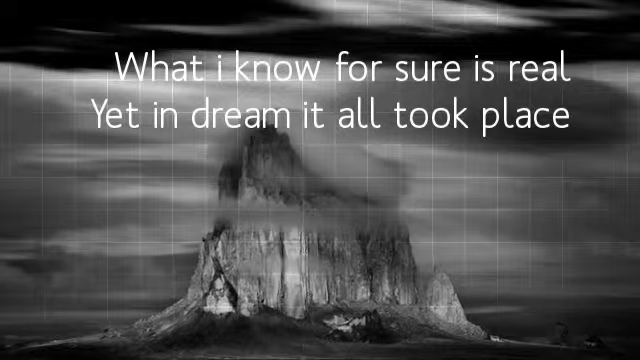 What i know for sure is real
Yet in dream it all took place